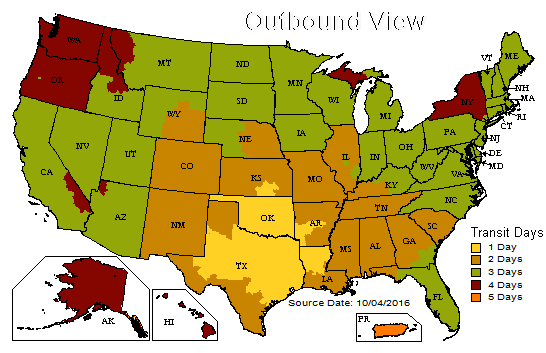 Outbound View
WA
MT
ND
MN
ME
VT
OR
ID
SD
WI
MI
NY
NH
MA
RI
CT
WY
NE
IA
PA
NJ
DE
MD
NV
UT
CO
KS
IL
IN
OH
WV
VA
CA
MO
KY
NC
AZ
NM
OK
AR
TN
SC
MS
AL
GA
TX
LA
FL
Transit Days
1 Day
2 Days
3 Days
4 Days
5 Days
Source Date: 10/04/2016
AK
HI
PR